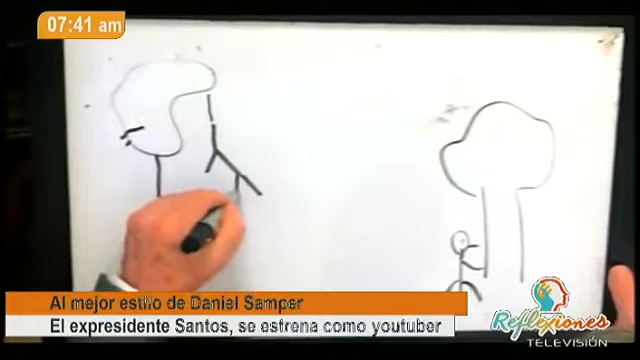 07:41 am
Al mejor estilo de Daniel Samper
El expresidente Santos, se estrena como youtuber
Reflexiones
TELEVISIÓN